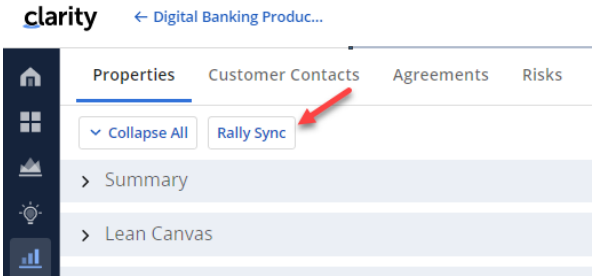 clarity
← Digital Banking Produc...
Properties Customer Contacts Agreements Risks
Collapse All Rally Sync
Summary
Lean Canvas